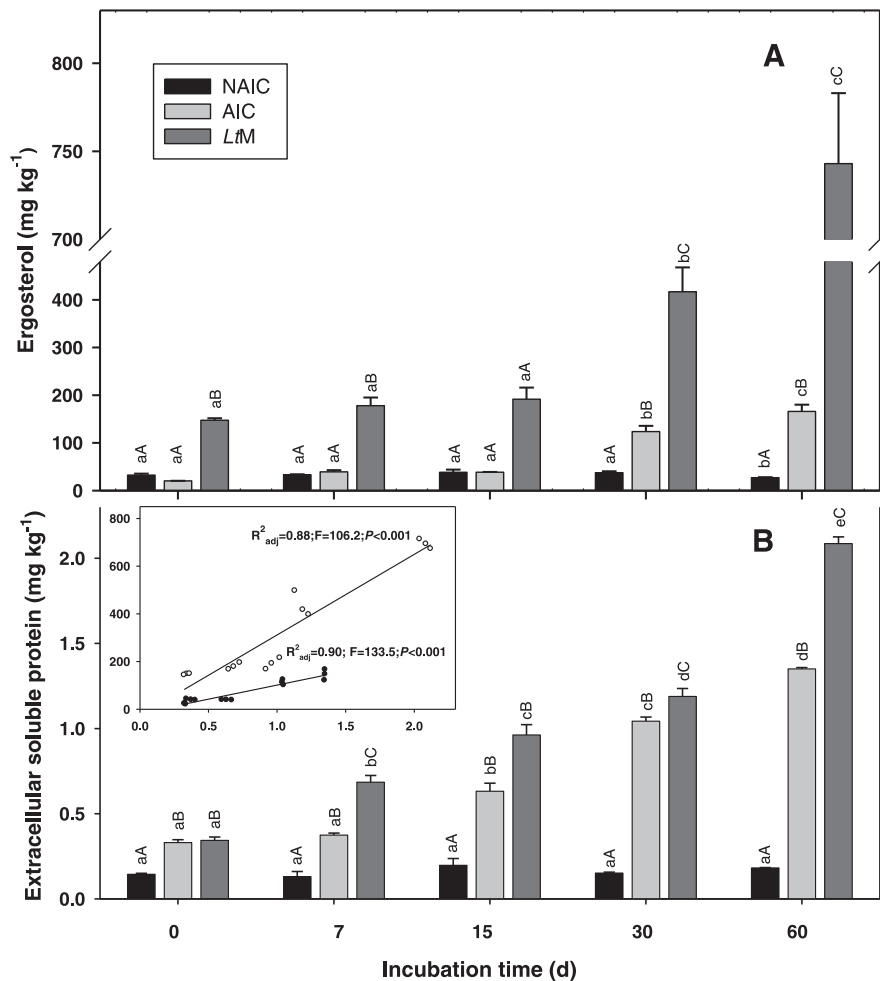 A
NAIC
AIC
LtM
Ergosterol (mg kg⁻¹)
800
750
700
400
300
200
100
0
aA aA aB
aA aA aB
aA aA aA
aA bB bC
bA cB cC
B
Extracellular soluble protein (mg kg⁻¹)
2.0
1.5
1.0
0.5
0.0
800
600
400
200
0
0.0 0.5 1.0 1.5 2.0
R²adj=0.88;F=106.2;P<0.001
R²adj=0.90; F=133.5;P<0.001
aA aB aB
aA aB bC
aA bB cB
aA cB dC
aA dB eC
0 7 15 30 60
Incubation time (d)